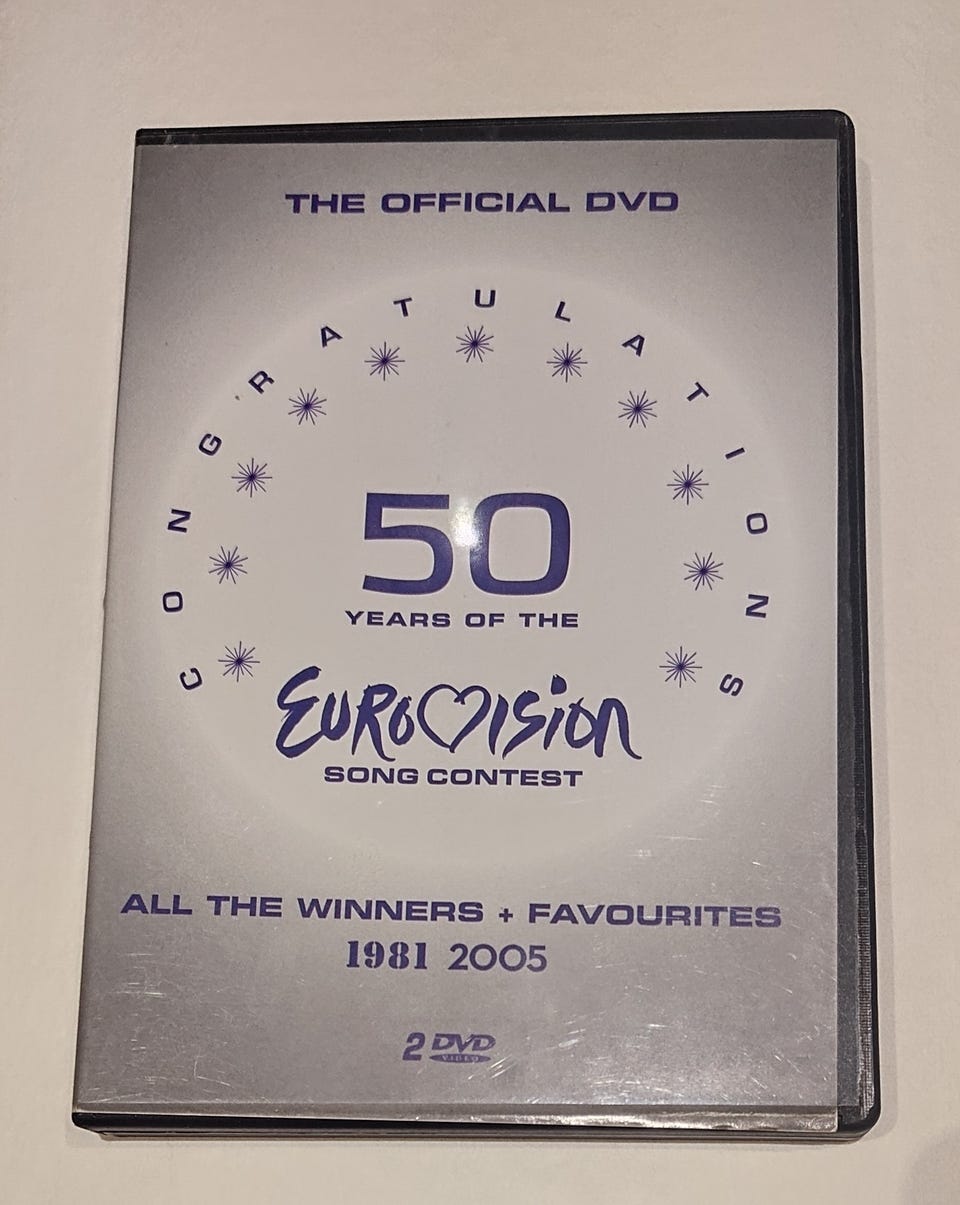 THE OFFICIAL DVD
CONGRATULATIONS
50
YEARS OF THE
EUROVISION
SONG CONTEST
ALL THE WINNERS + FAVOURITES
1981 2005
2 DVD
VIDEO